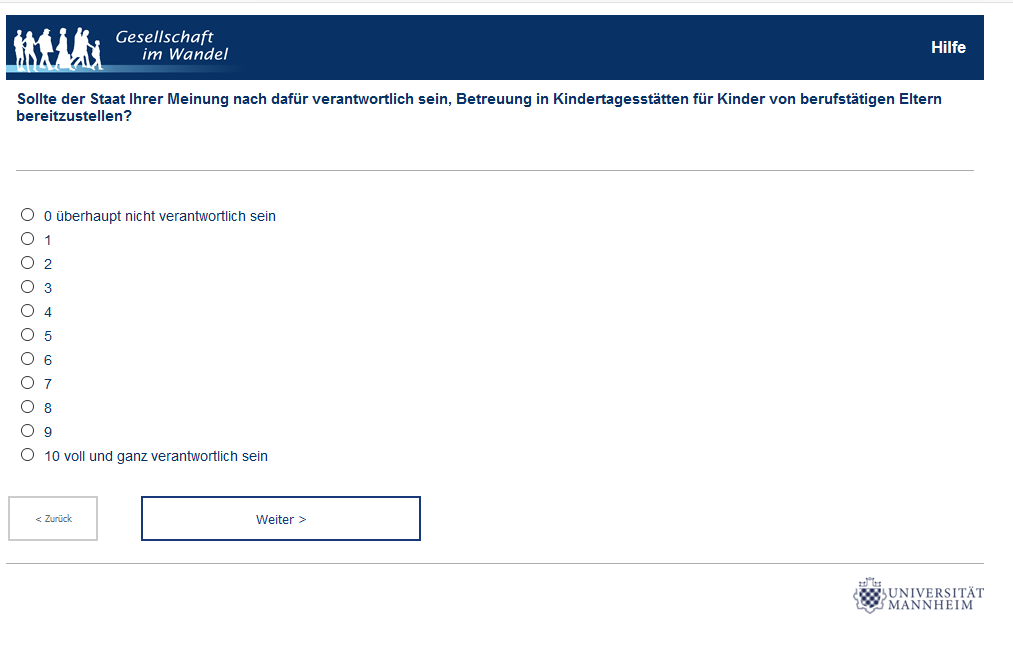 Gesellschaft
im Wandel
Hilfe
Sollte der Staat Ihrer Meinung nach dafür verantwortlich sein, Betreuung in Kindertagesstätten für Kinder von berufstätigen Eltern
bereitzustellen?
0 überhaupt nicht verantwortlich sein
1
2
3
4
5
6
7
8
9
10 voll und ganz verantwortlich sein
< Zurück
Weiter >
UNIVERSITÄT
MANNHEIM